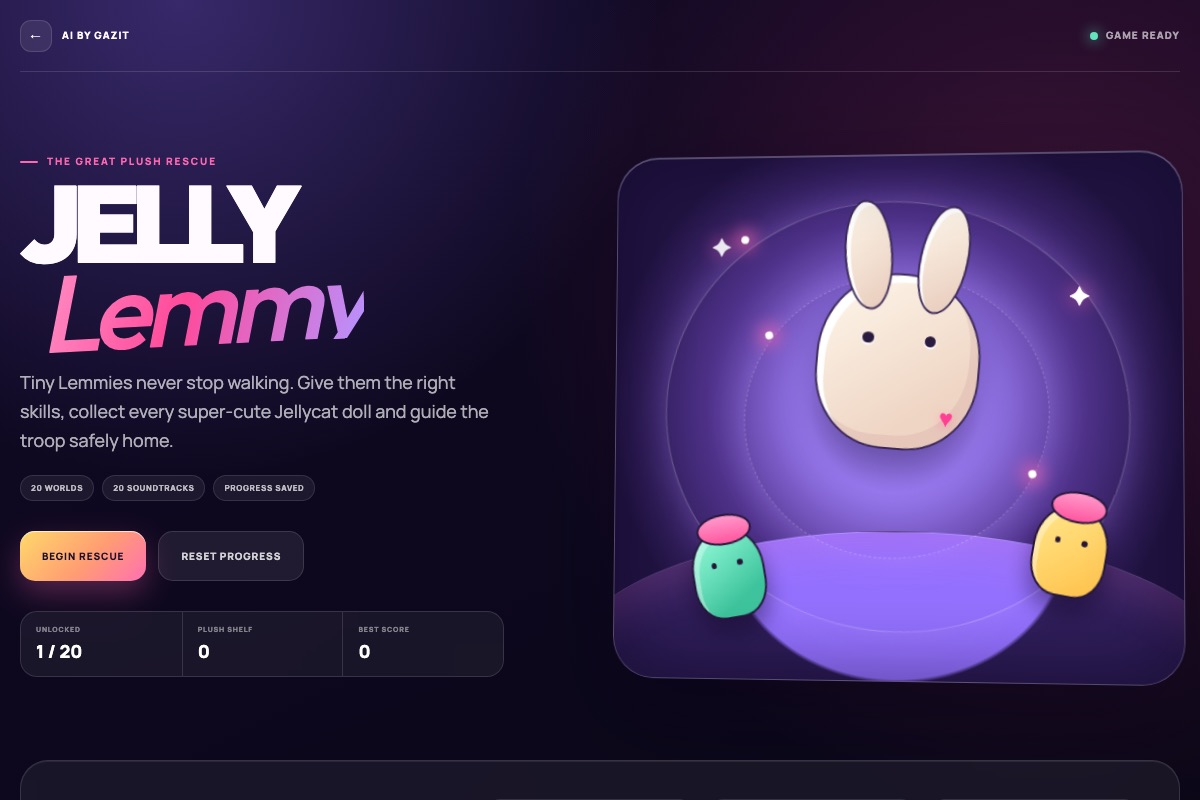 ← AI BY GAZIT
GAME READY
THE GREAT PLUSH RESCUE
JELLY
Lemmy
Tiny Lemmies never stop walking. Give them the right
skills, collect every super-cute Jellycat doll and guide the
troop safely home.
20 WORLDS
20 SOUNDTRACKS
PROGRESS SAVED
BEGIN RESCUE
RESET PROGRESS
UNLOCKED
1 / 20
PLUSH SHELF
0
BEST SCORE
0